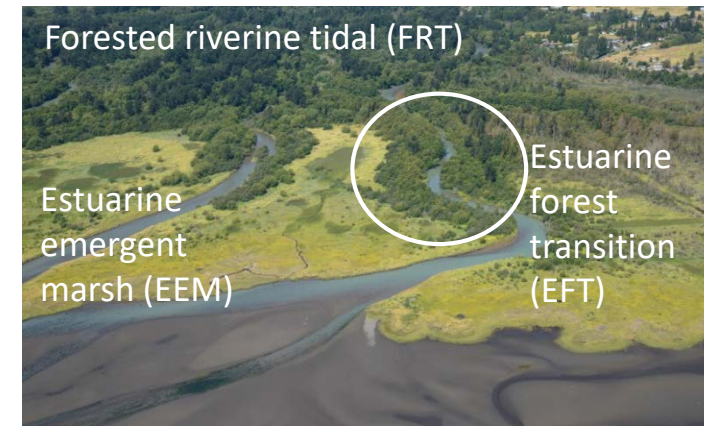 Forested riverine tidal (FRT)
Estuarine
emergent
marsh (EEM)
Estuarine
forest
transition
(EFT)